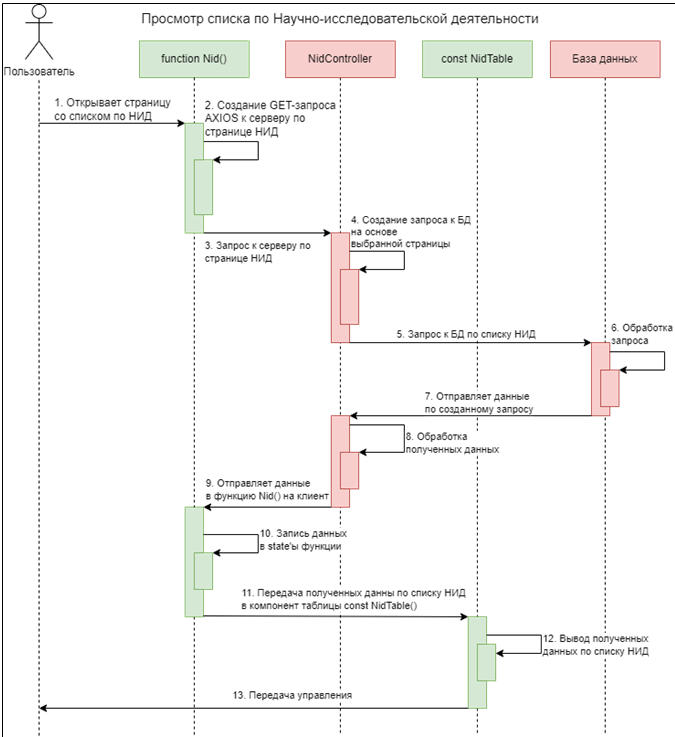 Просмотр списка по Научно-исследовательской деятельности
Пользователь
function Nid()
NidController
const NidTable
База данных
1. Открывает страницу
со списком по НИД
2. Создание GET-запроса
AXIOS к серверу по
странице НИД
3. Запрос к серверу по
странице НИД
4. Создание запроса к БД
на основе
выбранной страницы
5. Запрос к БД по списку НИД
6. Обработка
запроса
7. Отправляет данные
по созданному запросу
8. Обработка
полученных данных
9. Отправляет данные
в функцию Nid() на клиент
10. Запись данных
в state'ы функции
11. Передача полученных данны по списку НИД
в компонент таблицы const NidTable()
12. Вывод полученных
данных по списку НИД
13. Передача управления